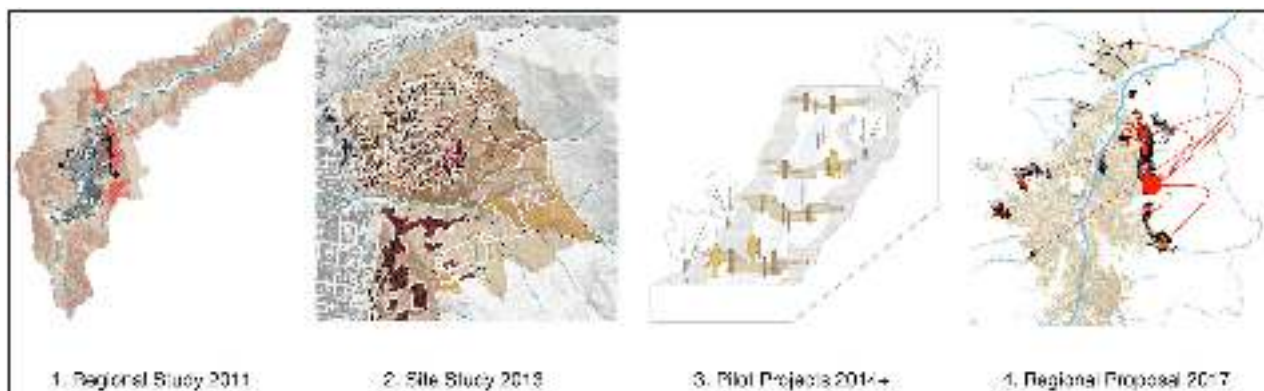 1. Regional Study 2011
2. Site Study 2013
3. Pilot Projects 2014+
4. Regional Proposal 2017